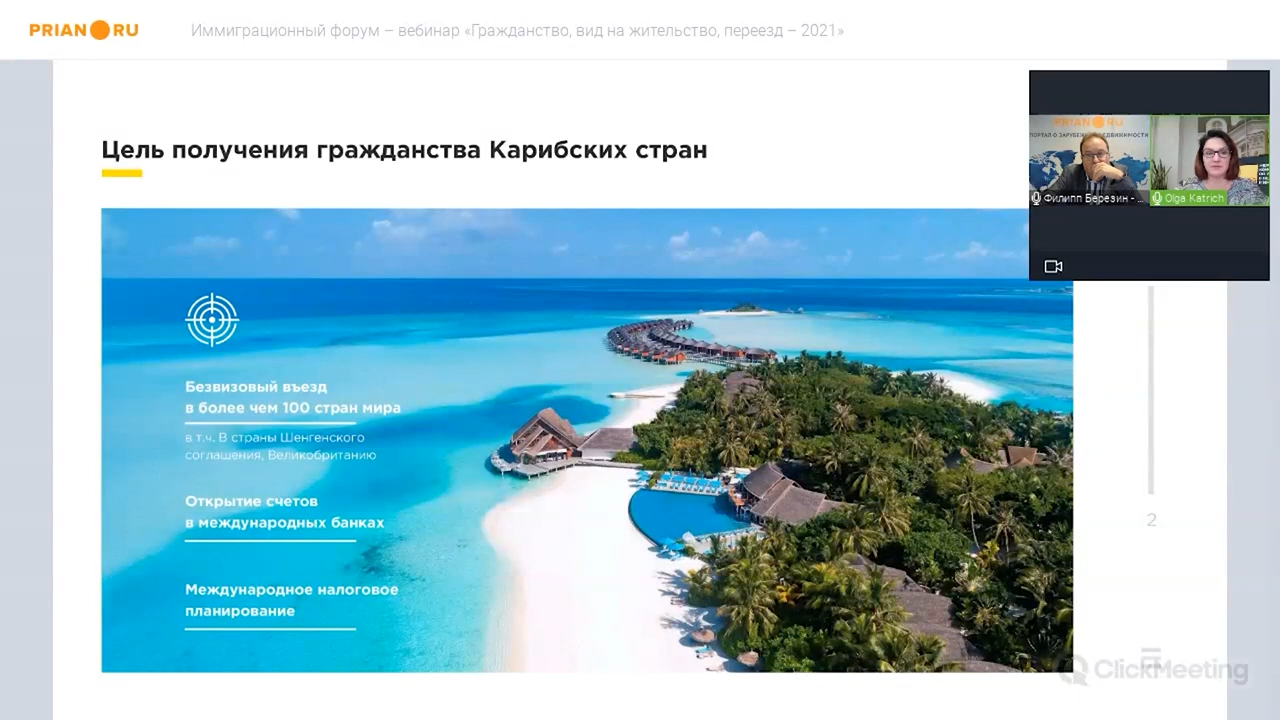 PRIAN RU
Иммиграционный форум – вебинар «Гражданство, вид на жительство, переезд – 2021»
Цель получения гражданства Карибских стран
PRIAN RU
Филипп Березин - ...
Olga Katrich
Безвизовый въезд
в более чем 100 стран мира
в т.ч. В страны Шенгенского
соглашения, Великобританию
Открытие счетов
в международных банках
Международное налоговое
планирование
2
ClickMeeting